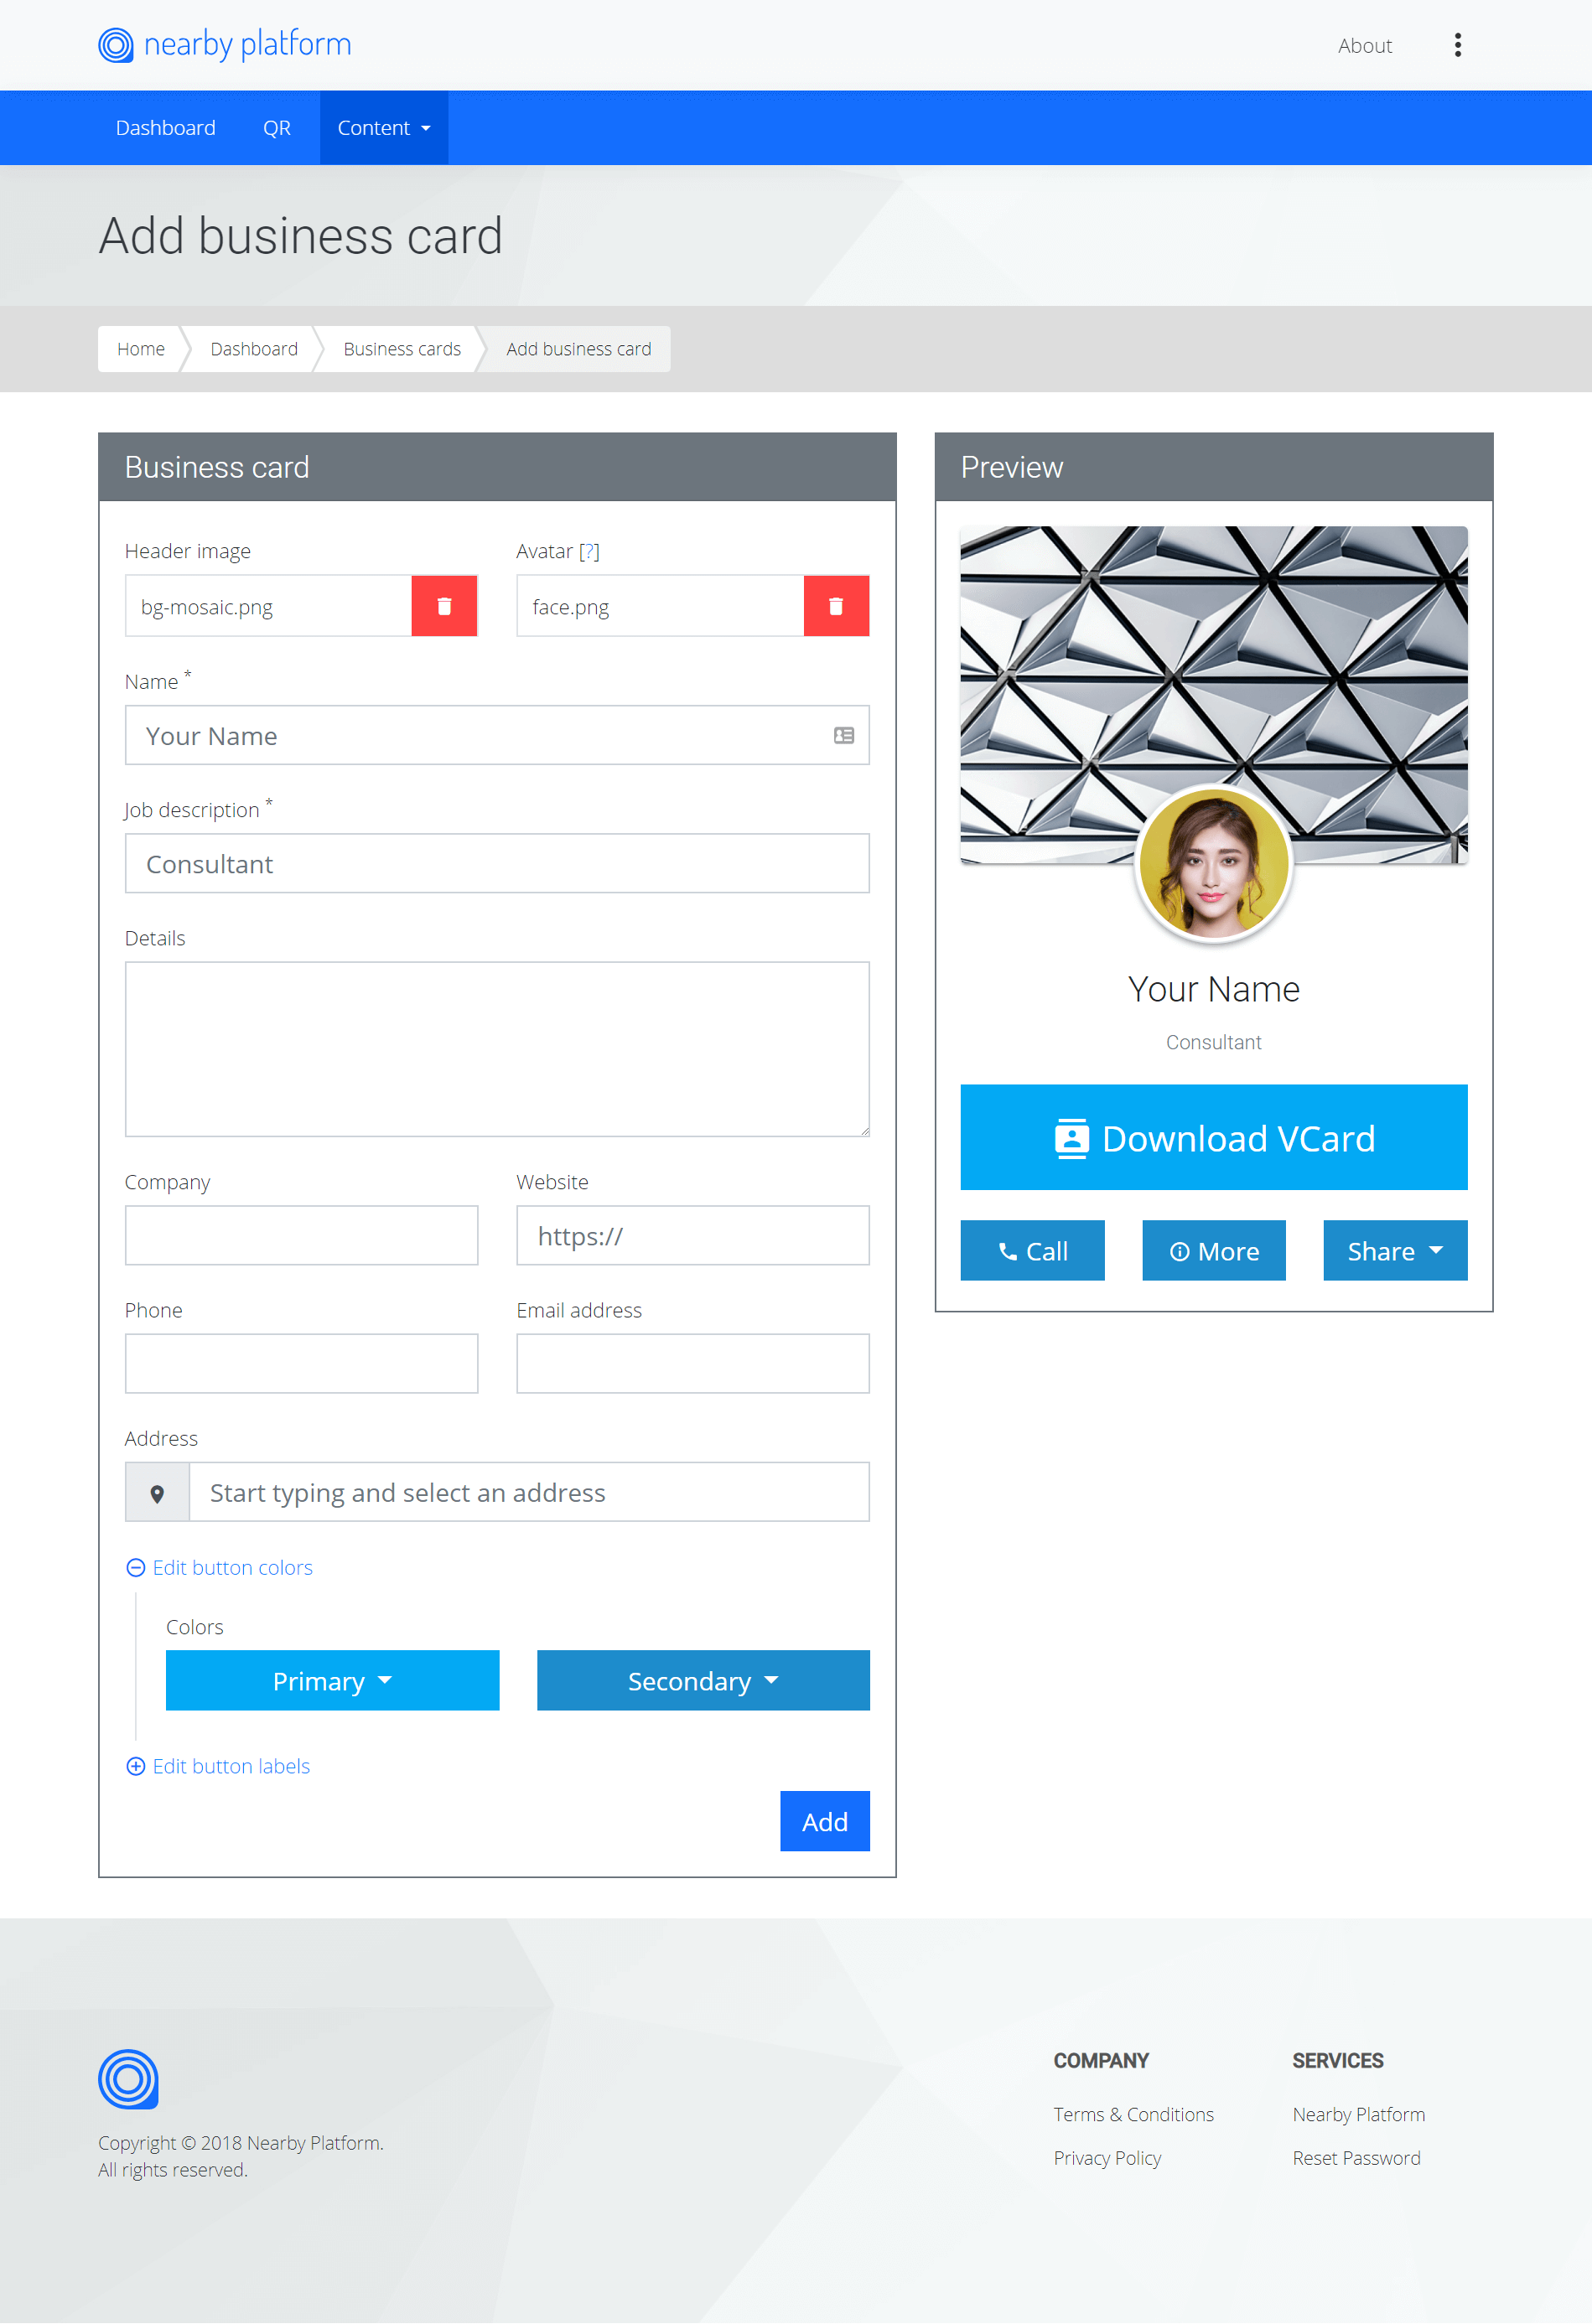 nearby platform
About
Dashboard
QR
Content
Add business card
Home
Dashboard
Business cards
Add business card
Business card
Header image
Avatar [?]
bg-mosaic.png
face.png
Name *
Your Name
Job description *
Consultant
Details
Company
Website
https://
Phone
Email address
Address
Start typing and select an address
Edit button colors
Colors
Primary
Secondary
Edit button labels
Add
Preview
Your Name
Consultant
Download VCard
Call
More
Share
Copyright © 2018 Nearby Platform.
All rights reserved.
COMPANY
Terms & Conditions
Privacy Policy
SERVICES
Nearby Platform
Reset Password